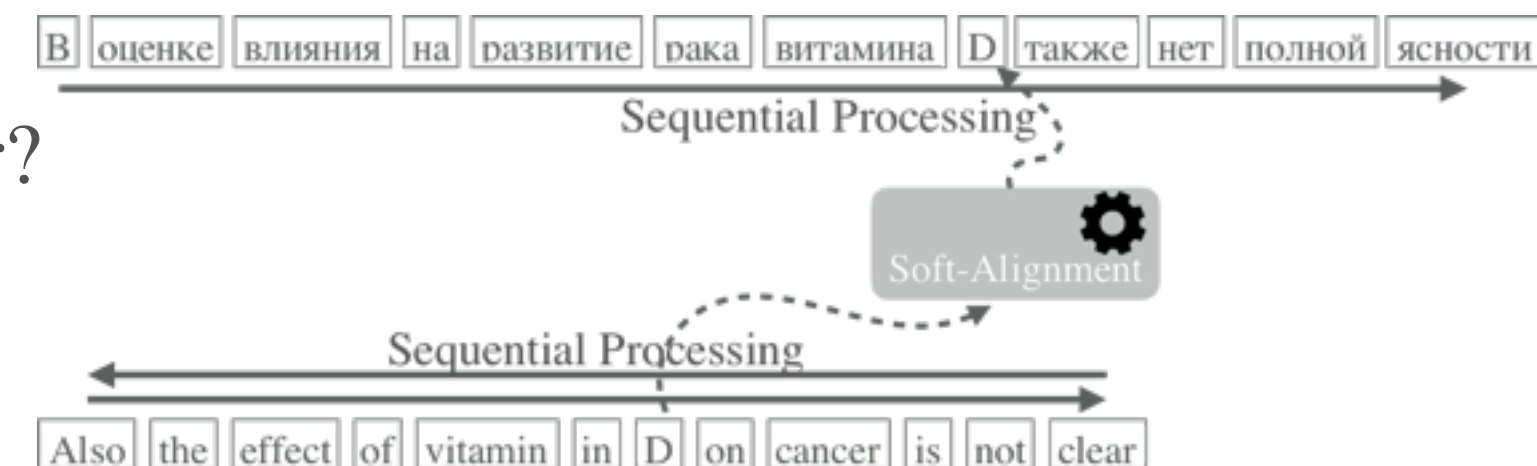 В оценке влияния на развитие рака витамина D также нет полной ясности
Sequential Processing
?
Soft-Alignment
Sequential Processing
Also the effect of vitamin in D on cancer is not clear